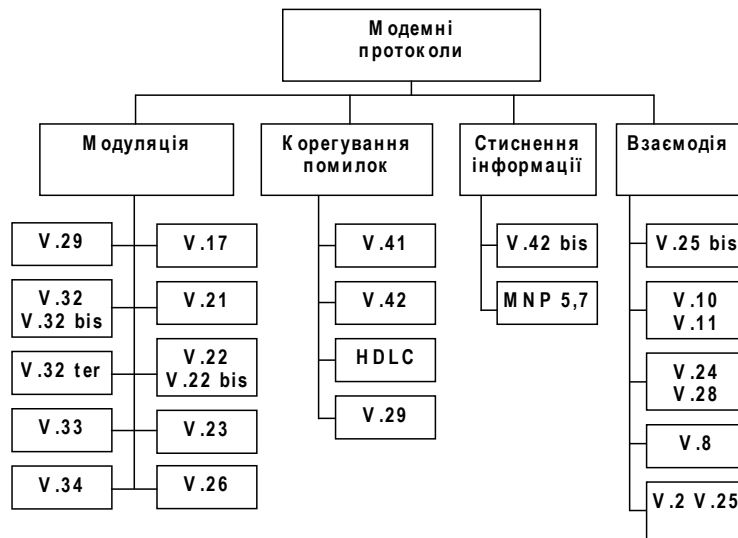 Модемні
протоколи
Модуляція
Корегування
помилок
Стиснення
інформації
Взаємодія
V.29
V.17
V.32
V.32 bis
V.21
V.32 ter
V.22
V.22 bis
V.33
V.23
V.34
V.26
V.41
V.42
HDLC
V.29
V.42 bis
MNP 5,7
V.25 bis
V.10
V.11
V.24
V.28
V.8
V.2 V.25